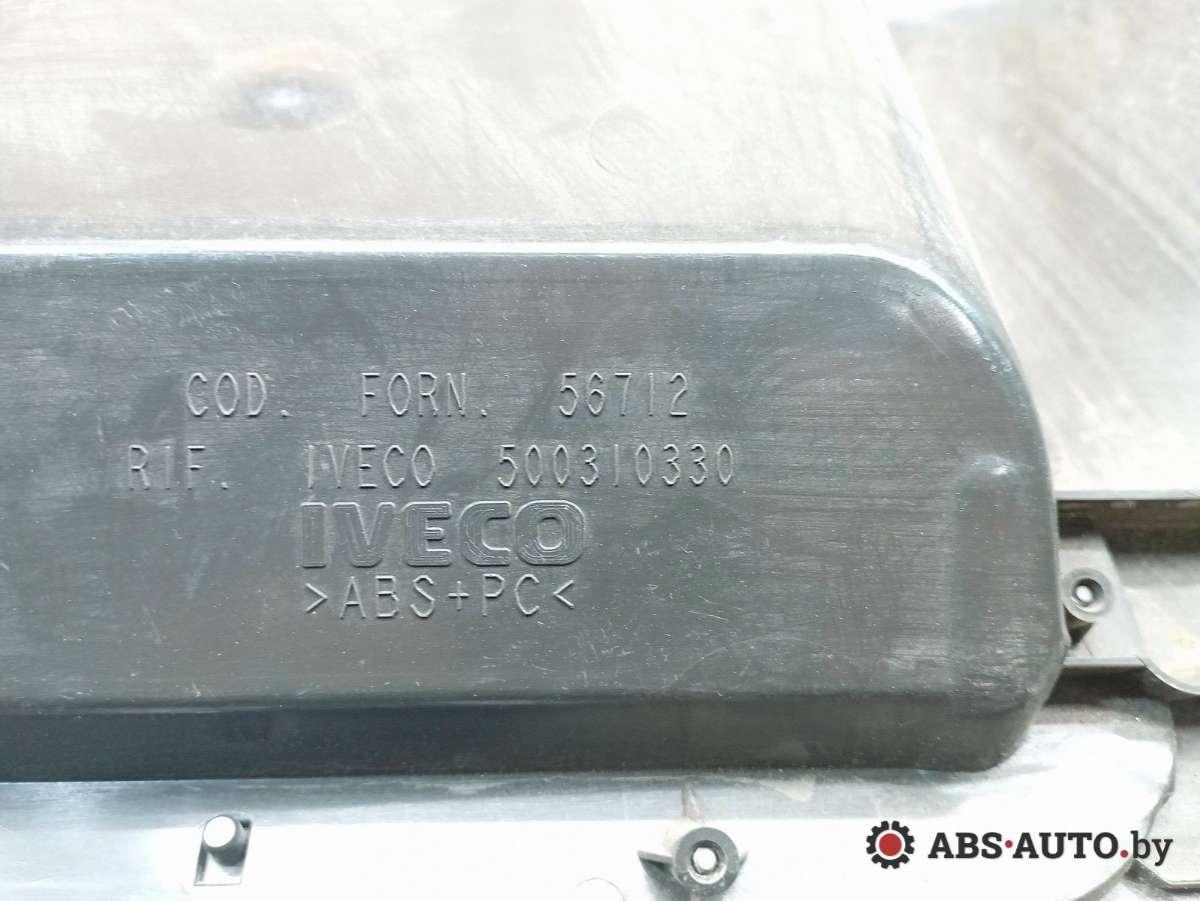 COD. FORN. 56712
RIF. IVECO 500310330
IVECO
>ABS+PC<
ABS·AUTO.by